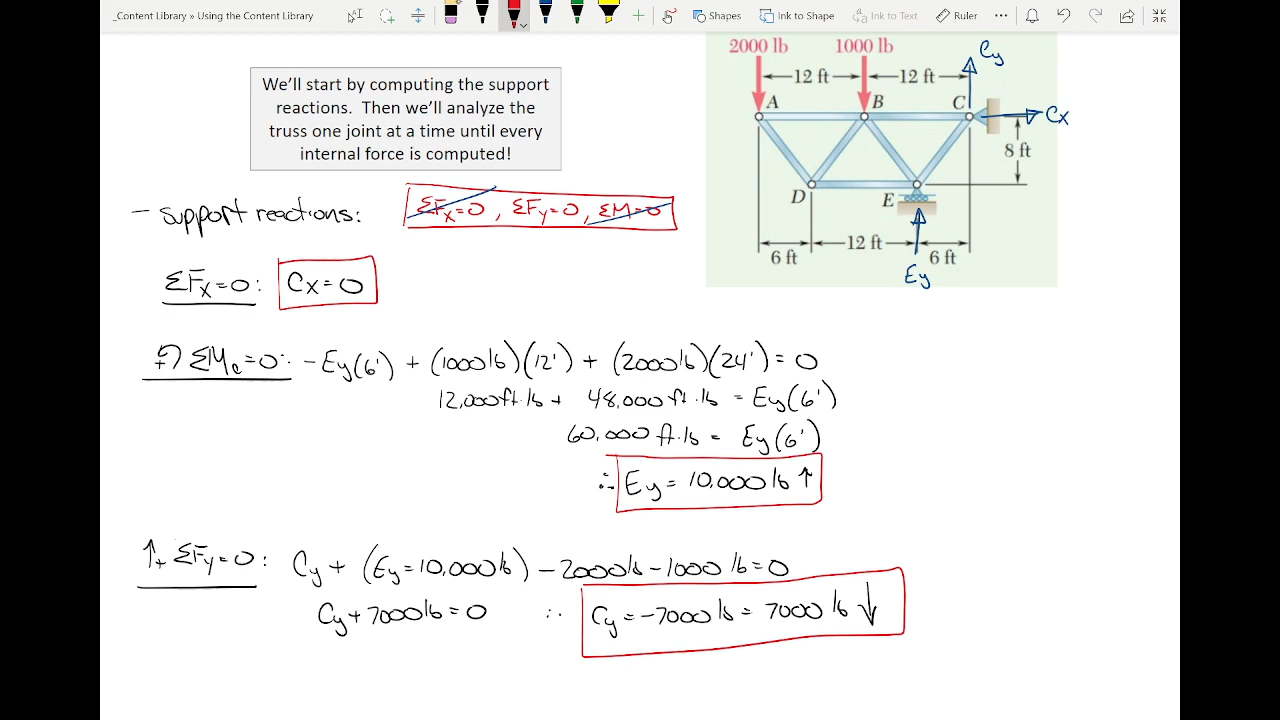 _Content Library » Using the Content Library
Shapes
Ink to Shape
Ink to Text
Ruler
We'll start by computing the support
reactions. Then we'll analyze the
truss one joint at a time until every
internal force is computed!
2000 lb 1000 lb Cy
12 ft 12 ft
A B C Cx
8 ft
D E
12 ft
6 ft 6 ft
Ey
- support reactions:
ΣFx=0, ΣFy=0, ΣM=0
ΣFx=0: Cx=0
+↶ ΣMc=0: -Ey(6') + (1000lb)(12') + (2000lb)(24') = 0
12,000ft·lb + 48,000ft·lb = Ey(6')
60,000 ft·lb = Ey(6')
∴ Ey= 10,000 lb ↑
↑+ ΣFy=0: Cy + (Ey=10,000lb) - 2000lb - 1000 lb = 0
Cy+7000lb=0 ∴ Cy=-7000lb = 7000 lb ↓